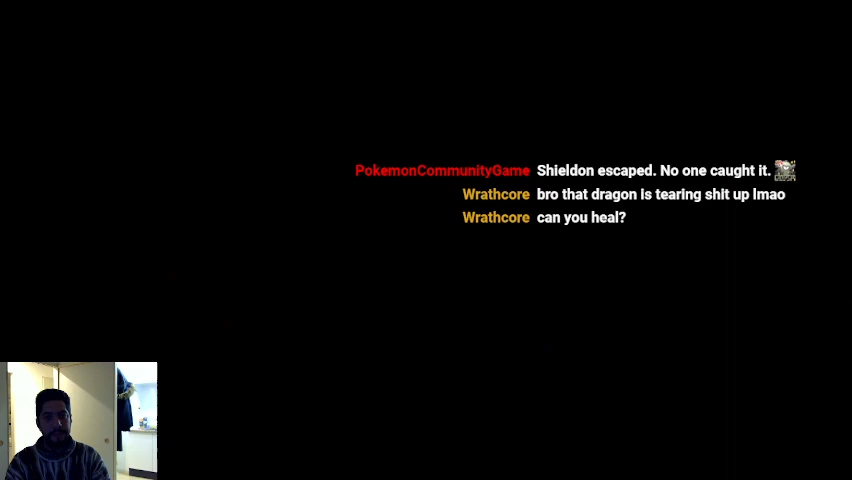 PokemonCommunityGame Shieldon escaped. No one caught it.
Wrathcore bro that dragon is tearing shit up lmao
Wrathcore can you heal?